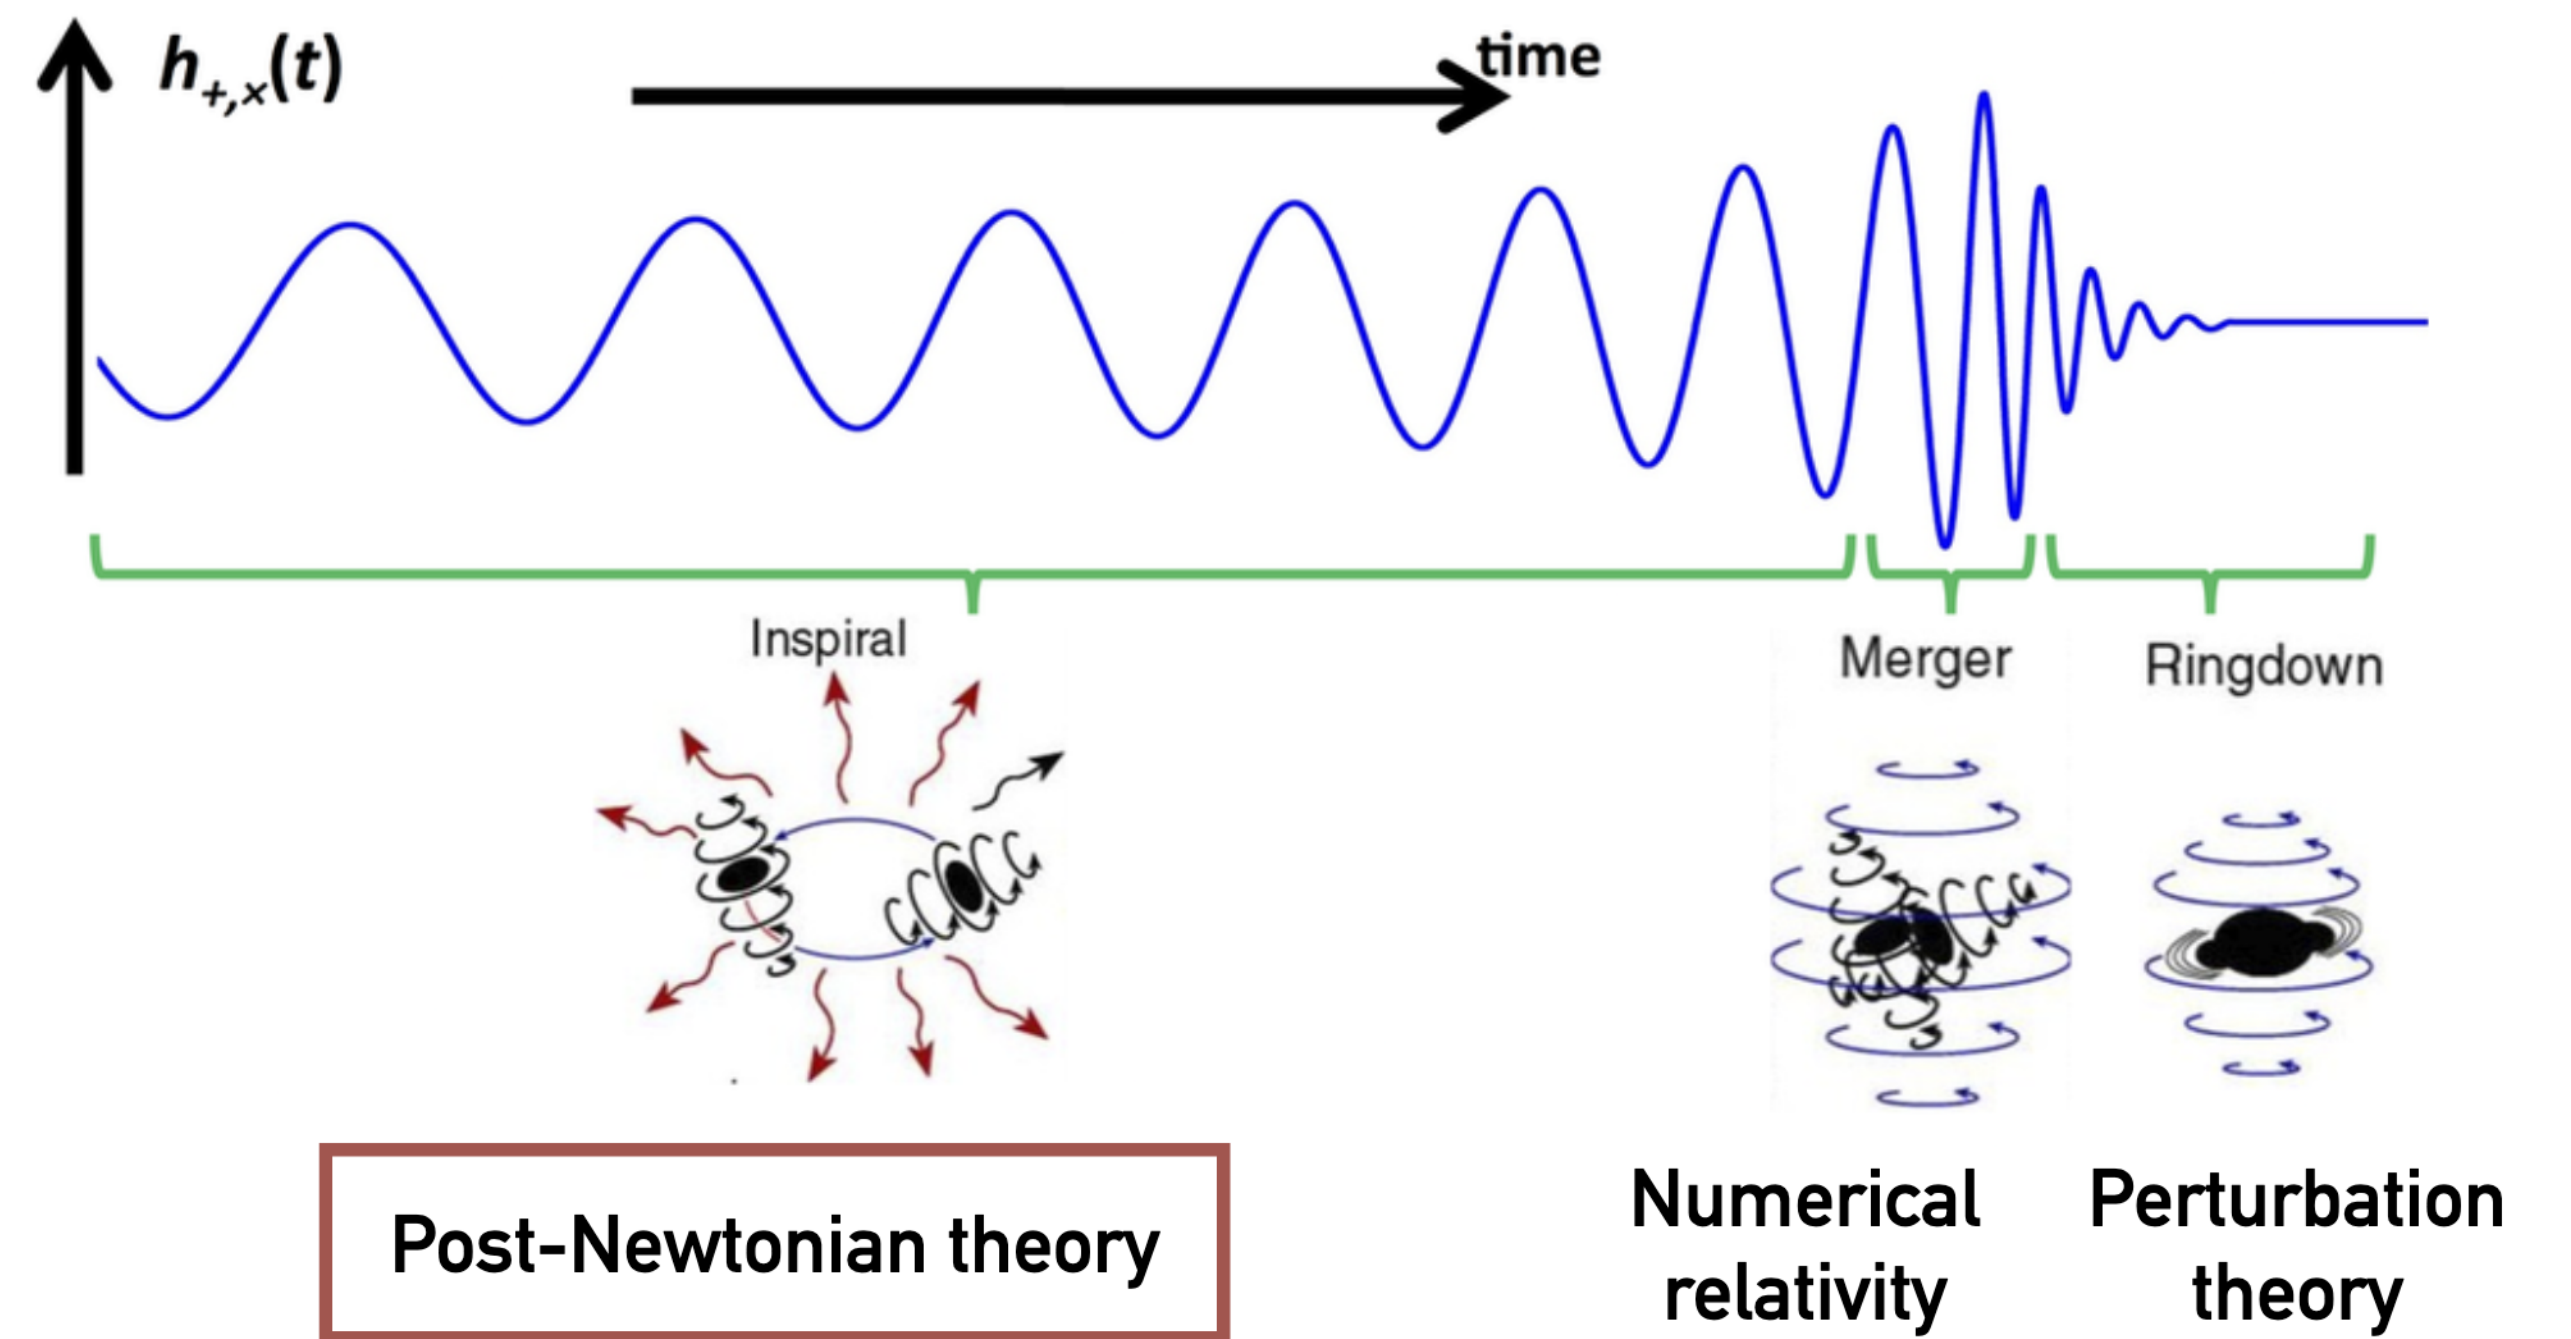 h+,×(t)
time
Inspiral
Merger
Ringdown
Post-Newtonian theory
Numerical
relativity
Perturbation
theory